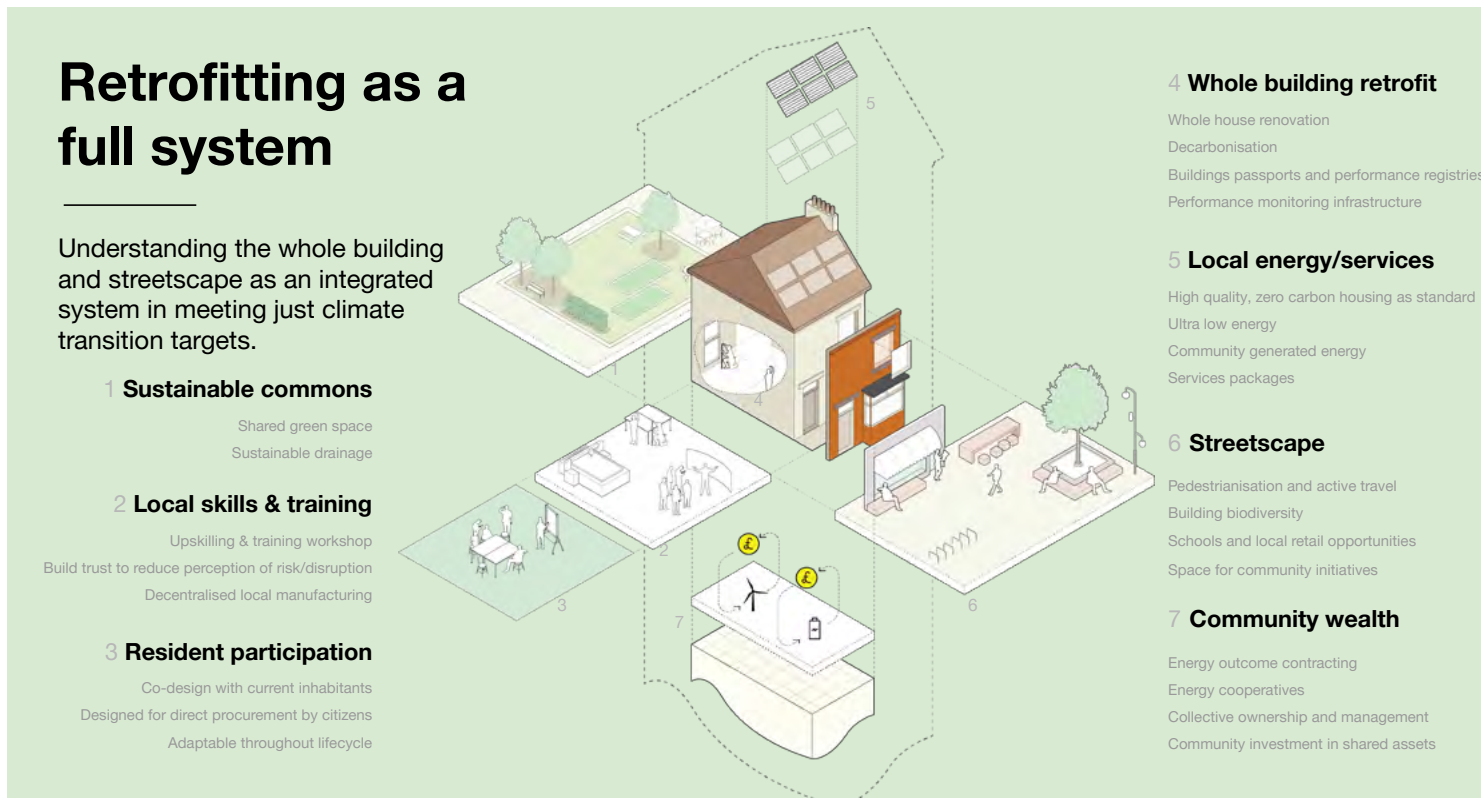 Retrofitting as a
full system
Understanding the whole building
and streetscape as an integrated
system in meeting just climate
transition targets.
1 Sustainable commons
Shared green space
Sustainable drainage
2 Local skills & training
Upskilling & training workshop
Build trust to reduce perception of risk/disruption
Decentralised local manufacturing
3 Resident participation
Co-design with current inhabitants
Designed for direct procurement by citizens
Adaptable throughout lifecycle
5
1
4
2
£
£
3
7
6
4 Whole building retrofit
Whole house renovation
Decarbonisation
Buildings passports and performance registries
Performance monitoring infrastructure
5 Local energy/services
High quality, zero carbon housing as standard
Ultra low energy
Community generated energy
Services packages
6 Streetscape
Pedestrianisation and active travel
Building biodiversity
Schools and local retail opportunities
Space for community initiatives
7 Community wealth
Energy outcome contracting
Energy cooperatives
Collective ownership and management
Community investment in shared assets